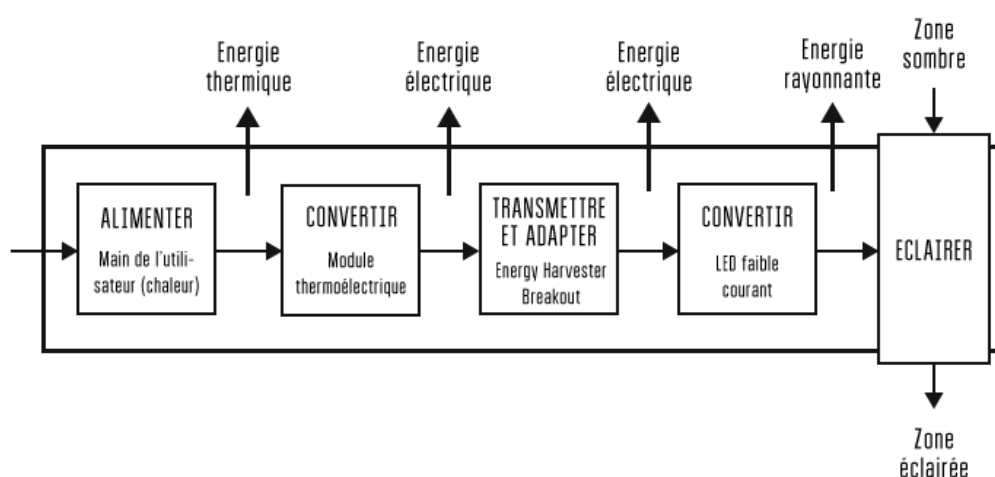 Energie
thermique
Energie
électrique
Energie
électrique
Energie
rayonnante
Zone
sombre
ALIMENTER
Main de l'utili-
sateur (chaleur)
CONVERTIR
Module
thermoélectrique
TRANSMETTRE
ET ADAPTER
Energy Harvester
Breakout
CONVERTIR
LED faible
courant
ECLAIRER
Zone
éclairée